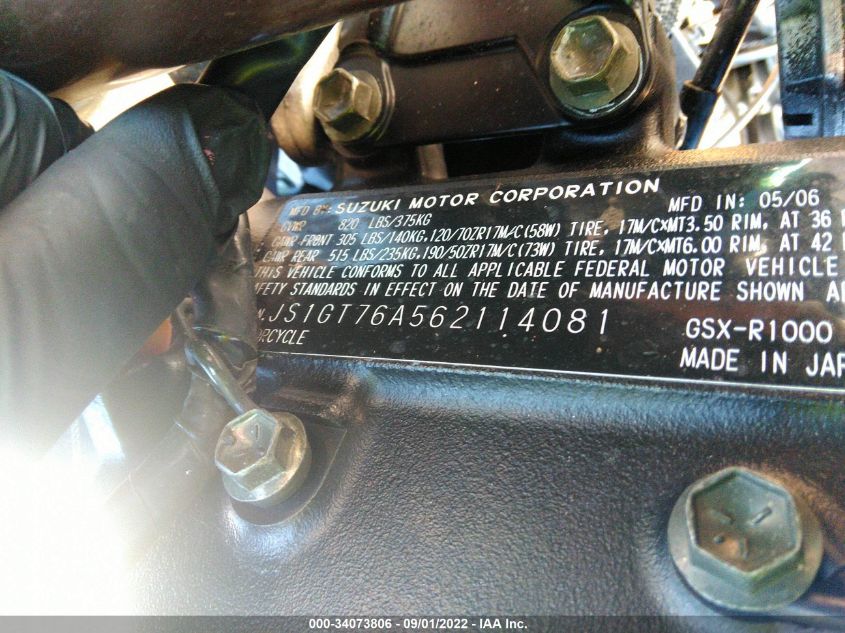 MFD BY: SUZUKI MOTOR CORPORATION MFD IN: 05/06
GVWR 820 LBS/375KG
GAWR FRONT 305 LBS/140KG,120/70ZR17M/C(58W) TIRE, 17M/CXMT3.50 RIM, AT 36
GAWR REAR 515 LBS/235KG,190/50ZR17M/C(73W) TIRE, 17M/CXMT6.00 RIM, AT 42
THIS VEHICLE CONFORMS TO ALL APPLICABLE FEDERAL MOTOR VEHICLE
FETY STANDARDS IN EFFECT ON THE DATE OF MANUFACTURE SHOWN
JS1GT76A562114081 GSX-R1000
RCYCLE MADE IN JAP
000-34073806 - 09/01/2022 - IAA Inc.